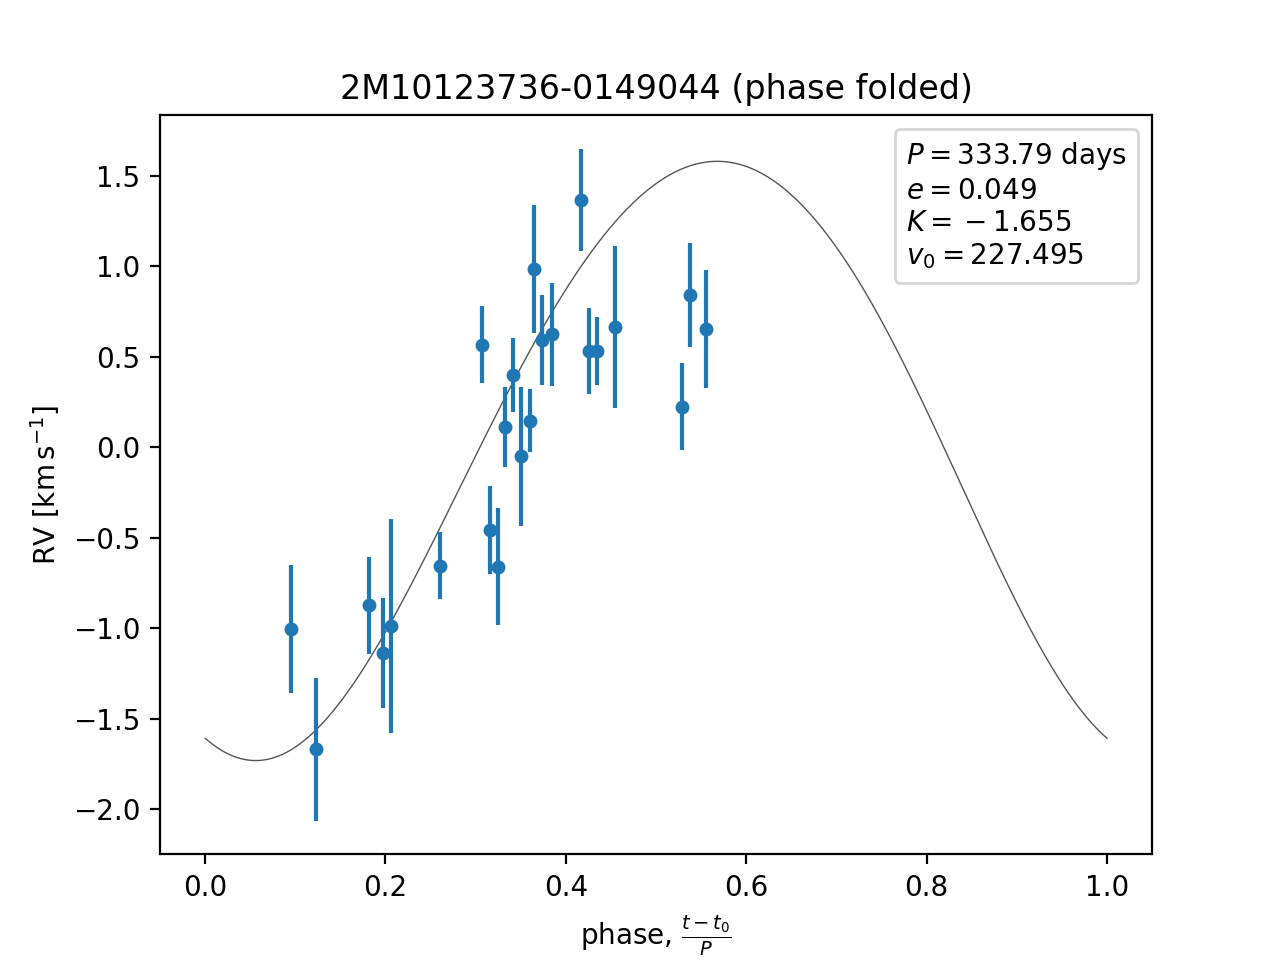 2M10123736-0149044 (phase folded)
P = 333.79 days
e = 0.049
K = −1.655
v₀ = 227.495
RV [km s⁻¹]
1.5
1.0
0.5
0.0
−0.5
−1.0
−1.5
−2.0
0.0 0.2 0.4 0.6 0.8 1.0
phase, (t − t₀)/P